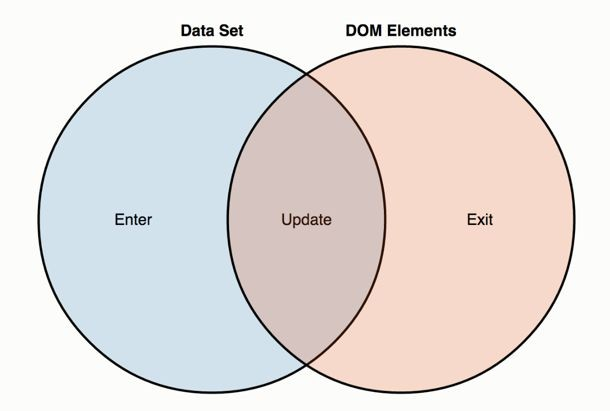 Data Set
DOM Elements
Enter
Update
Exit